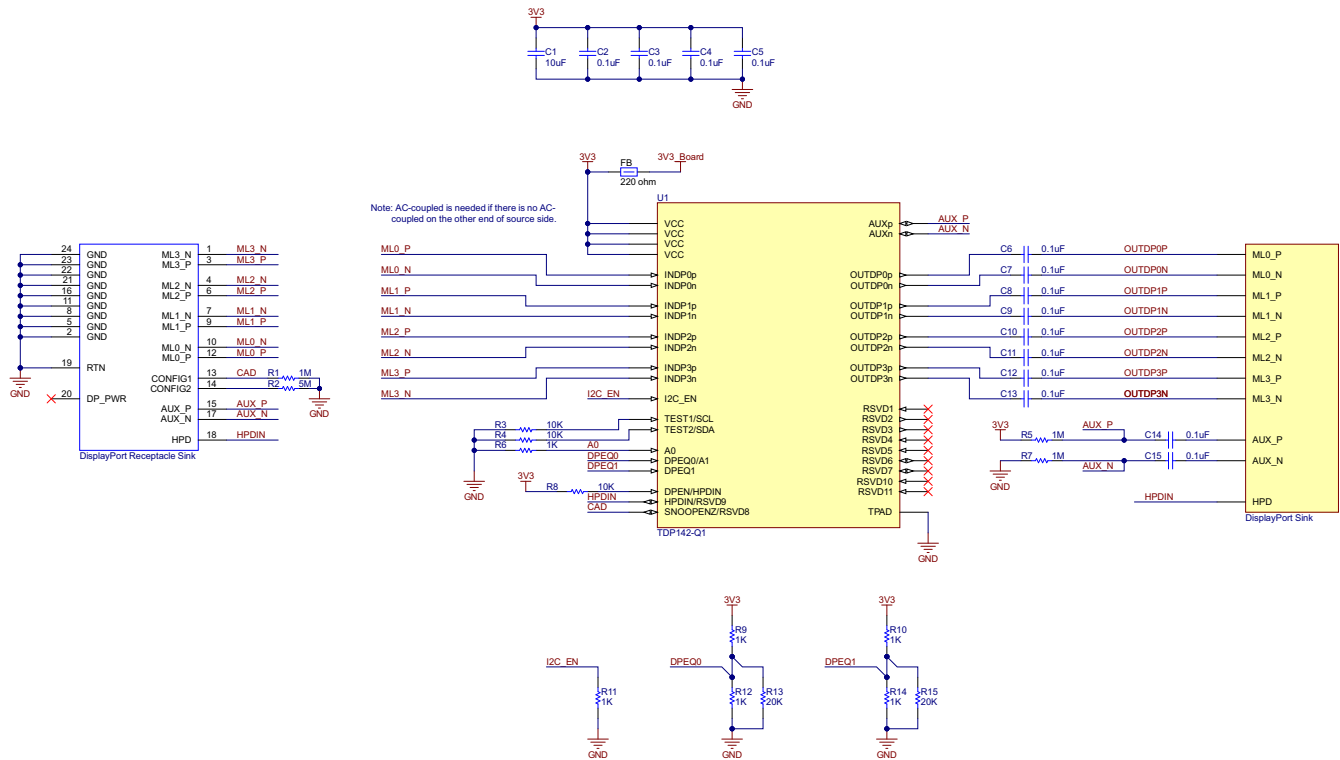 3V3
C1
10uF
C2
0.1uF
C3
0.1uF
C4
0.1uF
C5
0.1uF
GND
3V3
FB
220 ohm
3V3_Board
Note: AC-coupled is needed if there is no AC-
coupled on the other end of source side.
24 GND
23 GND
22 GND
21 GND
16 GND
11 GND
8 GND
5 GND
2 GND
19 RTN
GND
20 DP_PWR
ML3_N 1 ML3_N
ML3_P 3 ML3_P
ML2_N 4 ML2_N
ML2_P 6 ML2_P
ML1_N 7 ML1_N
ML1_P 9 ML1_P
ML0_N 10 ML0_N
ML0_P 12 ML0_P
CONFIG1 13 CAD R1 1M
CONFIG2 14 R2 5M
GND
AUX_P 15 AUX_P
AUX_N 17 AUX_N
HPD 18 HPDIN
DisplayPort Receptacle Sink
ML0_P
ML0_N
ML1_P
ML1_N
ML2_P
ML2_N
ML3_P
ML3_N
I2C_EN
R3 10K
R4 10K
R6 1K
A0
DPEQ0
DPEQ1
GND
3V3
R8 10K
HPDIN
CAD
U1
VCC
VCC
VCC
VCC
INDP0p
INDP0n
INDP1p
INDP1n
INDP2p
INDP2n
INDP3p
INDP3n
I2C_EN
TEST1/SCL
TEST2/SDA
A0
DPEQ0/A1
DPEQ1
DPEN/HPDIN
HPDIN/RSVD9
SNOOPENZ/RSVD8
AUXp AUX_P
AUXn AUX_N
OUTDP0p
OUTDP0n
OUTDP1p
OUTDP1n
OUTDP2p
OUTDP2n
OUTDP3p
OUTDP3n
RSVD1
RSVD2
RSVD3
RSVD4
RSVD5
RSVD6
RSVD7
RSVD10
RSVD11
TPAD
GND
TDP142-Q1
C6 0.1uF OUTDP0P ML0_P
C7 0.1uF OUTDP0N ML0_N
C8 0.1uF OUTDP1P ML1_P
C9 0.1uF OUTDP1N ML1_N
C10 0.1uF OUTDP2P ML2_P
C11 0.1uF OUTDP2N ML2_N
C12 0.1uF OUTDP3P ML3_P
C13 0.1uF OUTDP3N ML3_N
3V3
R5 1M
AUX_P
C14 0.1uF AUX_P
R7 1M
AUX_N
C15 0.1uF AUX_N
GND
HPDIN HPD
DisplayPort Sink
I2C_EN
R11
1K
GND
3V3
R9
1K
DPEQ0
R12
1K
R13
20K
GND
3V3
R10
1K
DPEQ1
R14
1K
R15
20K
GND